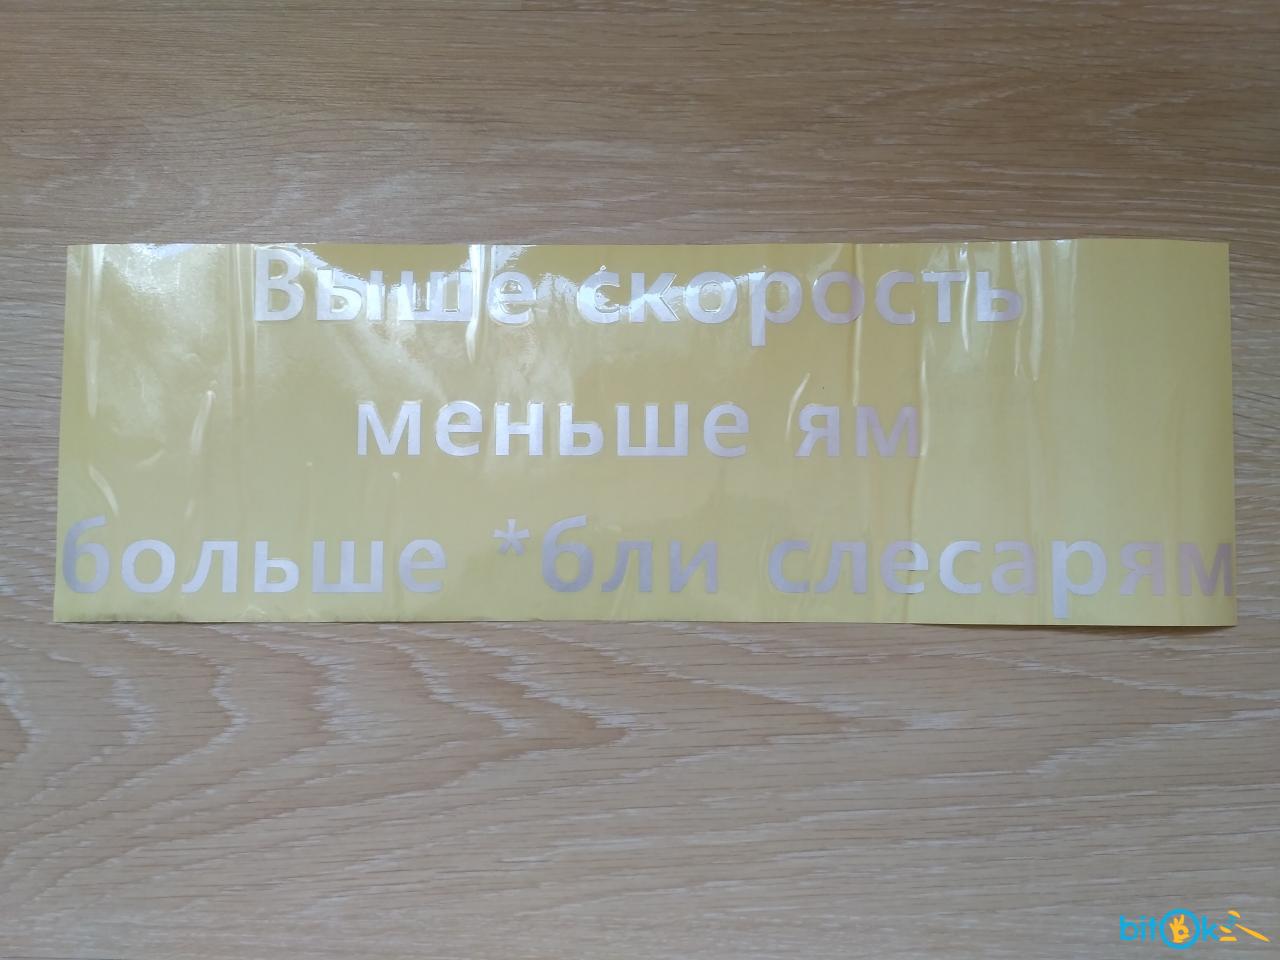 Выше скорость
меньше ям
больше *бли слесарям
bitOk